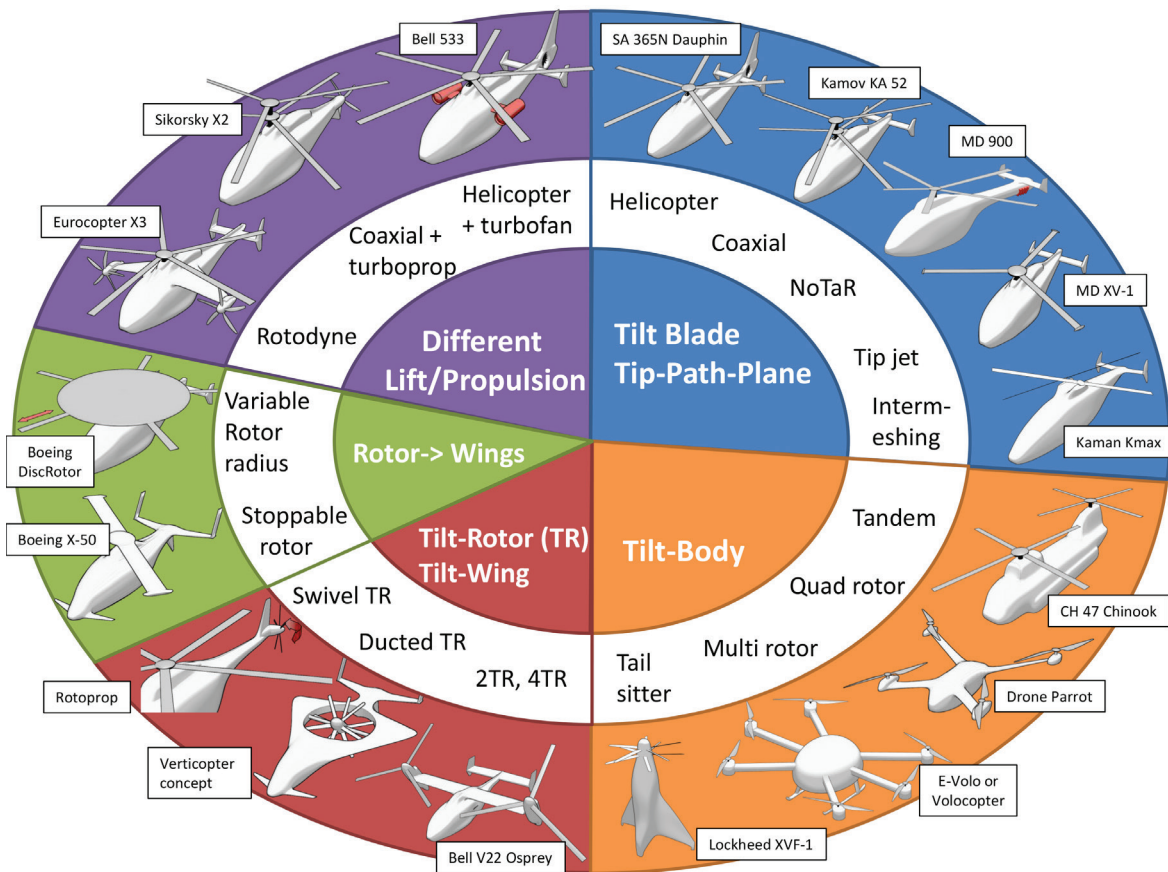 Bell 533
SA 365N Dauphin
Kamov KA 52
Sikorsky X2
MD 900
Eurocopter X3
MD XV-1
Kaman Kmax
Helicopter
+ turbofan
Coaxial +
turboprop
Rotodyne
Helicopter
Coaxial
NoTaR
Tip jet
Interm-
eshing
Different
Lift/Propulsion
Tilt Blade
Tip-Path-Plane
Boeing
DiscRotor
Variable
Rotor
radius
Rotor-> Wings
Boeing X-50
Stoppable
rotor
Tilt-Rotor (TR)
Tilt-Wing
Tilt-Body
Tandem
Quad rotor
Multi rotor
Tail
sitter
CH 47 Chinook
Swivel TR
Ducted TR
2TR, 4TR
Rotoprop
Drone Parrot
Verticopter
concept
E-Volo or
Volocopter
Bell V22 Osprey
Lockheed XVF-1